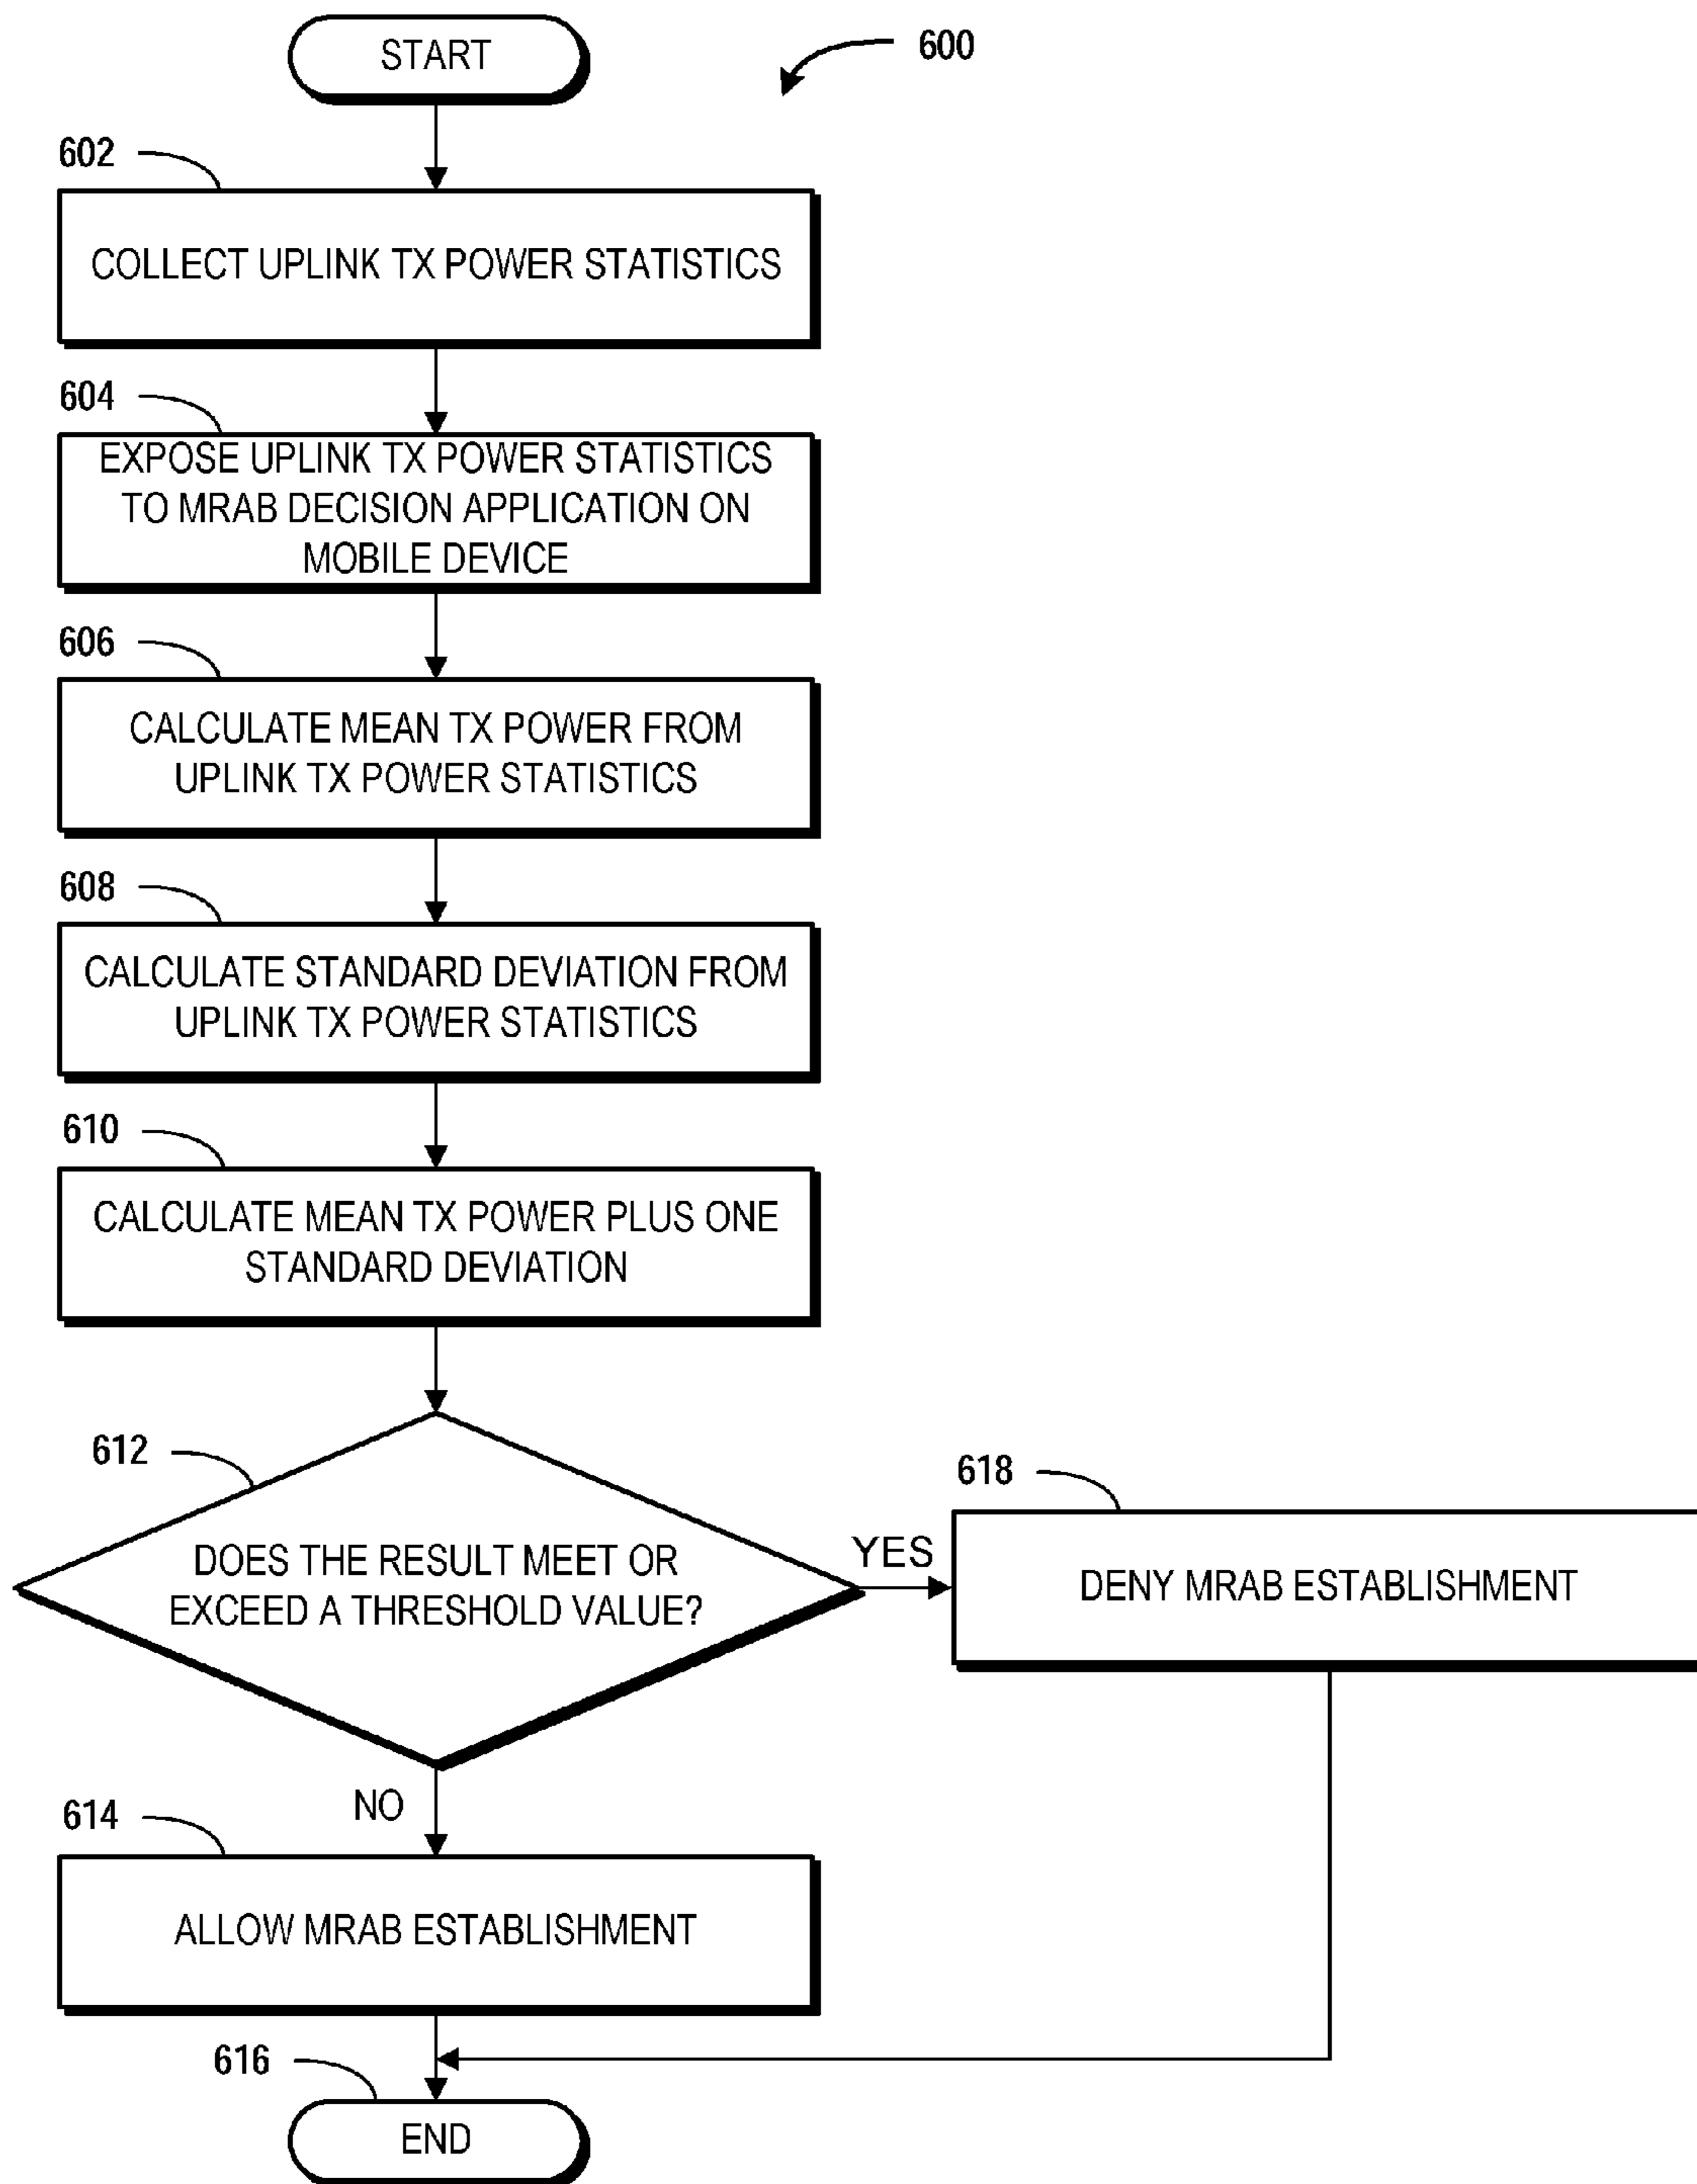 START
600
602
COLLECT UPLINK TX POWER STATISTICS
604
EXPOSE UPLINK TX POWER STATISTICS
TO MRAB DECISION APPLICATION ON
MOBILE DEVICE
606
CALCULATE MEAN TX POWER FROM
UPLINK TX POWER STATISTICS
608
CALCULATE STANDARD DEVIATION FROM
UPLINK TX POWER STATISTICS
610
CALCULATE MEAN TX POWER PLUS ONE
STANDARD DEVIATION
612
DOES THE RESULT MEET OR
EXCEED A THRESHOLD VALUE?
YES
618
DENY MRAB ESTABLISHMENT
NO
614
ALLOW MRAB ESTABLISHMENT
616
END